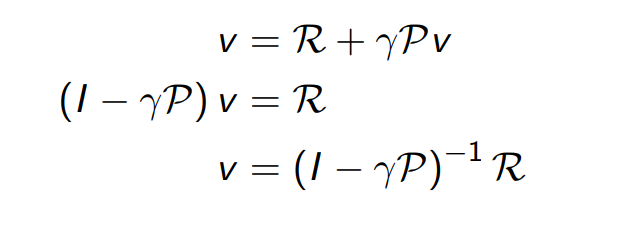 v = ℛ + γ𝒫v
(I − γ𝒫) v = ℛ
v = (I − γ𝒫)⁻¹ ℛ